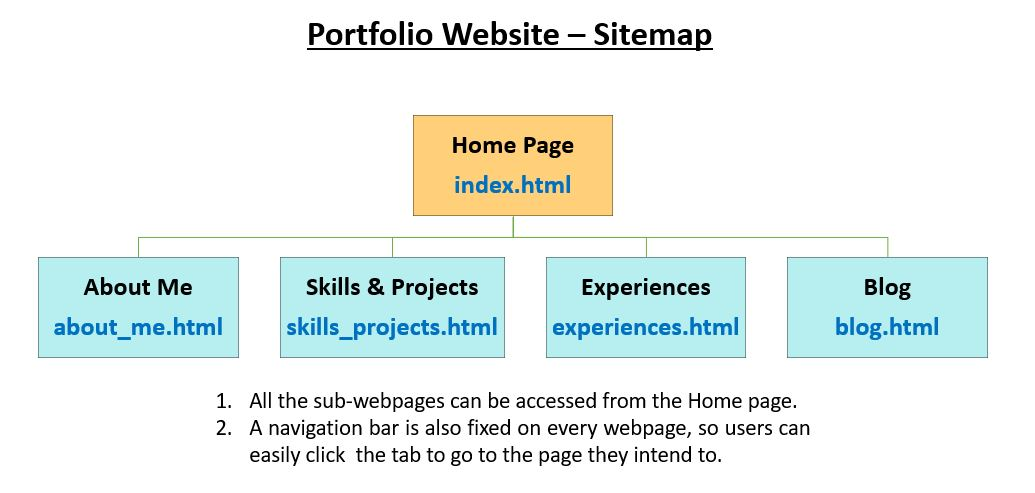 Portfolio Website – Sitemap
Home Page
index.html
About Me
about_me.html
Skills & Projects
skills_projects.html
Experiences
experiences.html
Blog
blog.html
1. All the sub-webpages can be accessed from the Home page.
2. A navigation bar is also fixed on every webpage, so users can
easily click  the tab to go to the page they intend to.